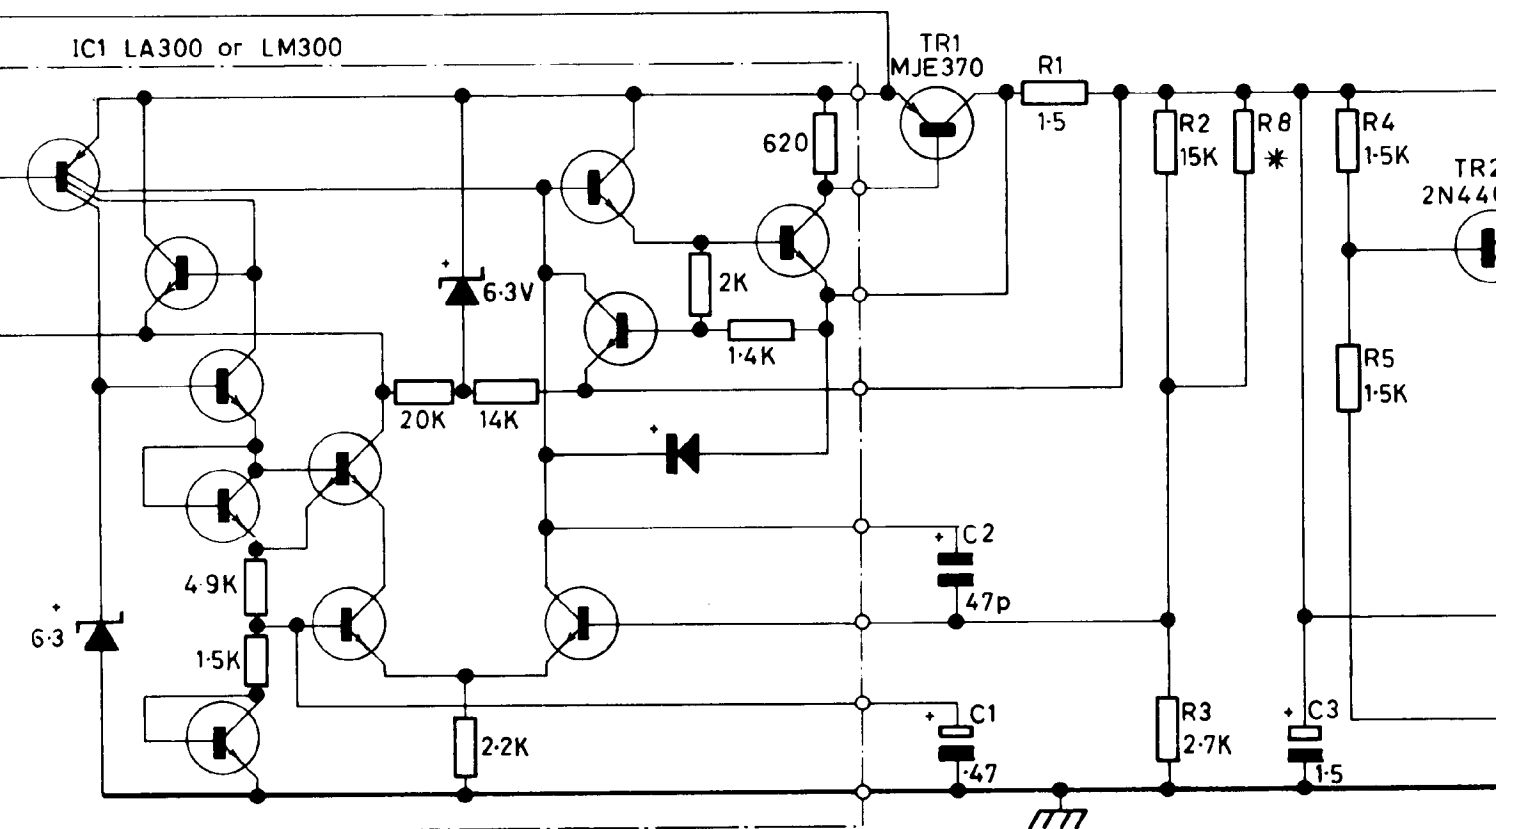 IC1 LA300 or LM300
TR1
MJE370
R1
1·5
620
R2
15K
R8
*
R4
1·5K
TR2
2N44
+
6·3V
2K
1·4K
20K
14K
R5
1·5K
+
+
C2
47p
4·9K
+
6·3
1·5K
2·2K
+
C1
·47
R3
2·7K
+
C3
1·5